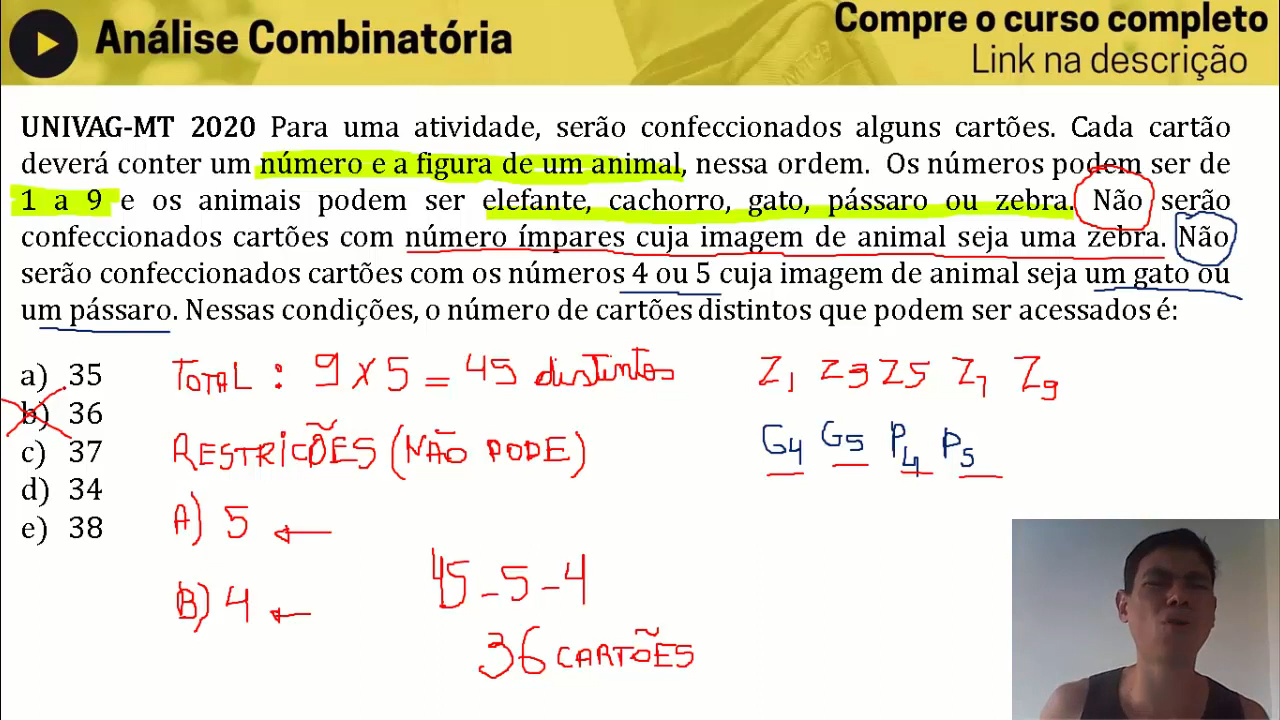 Análise Combinatória
Compre o curso completo
Link na descrição
UNIVAG-MT 2020 Para uma atividade, serão confeccionados alguns cartões. Cada cartão
deverá conter um número e a figura de um animal, nessa ordem. Os números podem ser de
1 a 9 e os animais podem ser elefante, cachorro, gato, pássaro ou zebra. Não serão
confeccionados cartões com número ímpares cuja imagem de animal seja uma zebra. Não
serão confeccionados cartões com os números 4 ou 5 cuja imagem de animal seja um gato ou
um pássaro. Nessas condições, o número de cartões distintos que podem ser acessados é:
a) 35
b) 36
c) 37
d) 34
e) 38
TOTAL : 9 x 5 = 45 distintos
RESTRICÕES (NÃO PODE)
A) 5
B) 4
45 - 5 - 4
36 CARTÕES
Z1 Z3 Z5 Z7 Z9
G4 G5 P4 P5